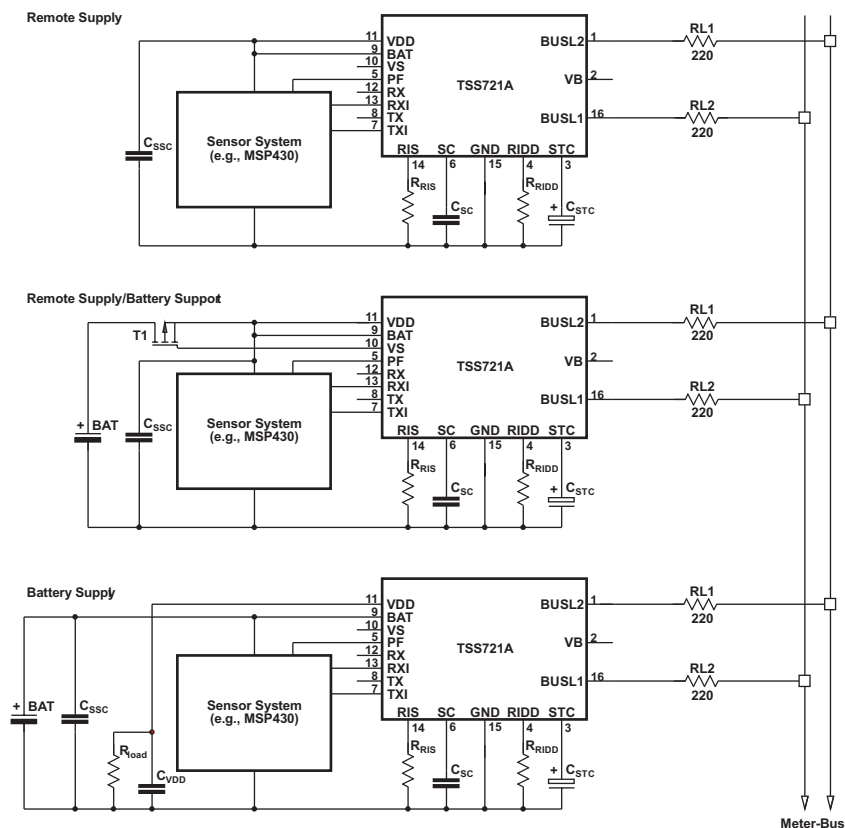 Remote Supply
11 VDD
9 BAT
10 VS
5 PF
12 RX
13 RXI
8 TX
7 TXI
TSS721A
BUSL2 1
VB 2
BUSL1 16
RL1
220
RL2
220
Sensor System
(e.g., MSP430)
CSSC
RIS SC GND RIDD STC
14 6 15 4 3
RRIS
CSC
RRIDD
+ CSTC
Remote Supply/Battery Support
T1
11 VDD
9 BAT
10 VS
5 PF
12 RX
13 RXI
8 TX
7 TXI
TSS721A
BUSL2 1
VB 2
BUSL1 16
RL1
220
RL2
220
+ BAT
CSSC
Sensor System
(e.g., MSP430)
RIS SC GND RIDD STC
14 6 15 4 3
RRIS
CSC
RRIDD
+ CSTC
Battery Supply
11 VDD
9 BAT
10 VS
5 PF
12 RX
13 RXI
8 TX
7 TXI
TSS721A
BUSL2 1
VB 2
BUSL1 16
RL1
220
RL2
220
+ BAT
CSSC
Sensor System
(e.g., MSP430)
Rload
CVDD
RIS SC GND RIDD STC
14 6 15 4 3
RRIS
CSC
RRIDD
+ CSTC
Meter-Bus